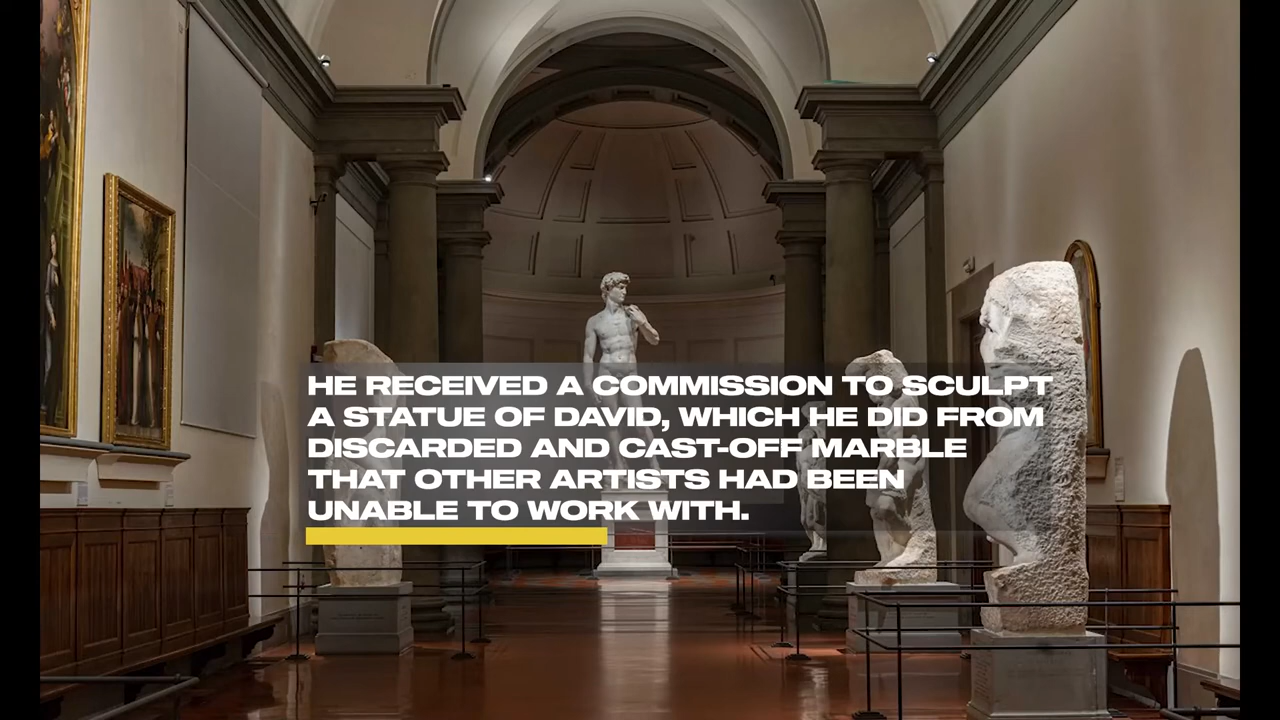 HE RECEIVED A COMMISSION TO SCULPT
A STATUE OF DAVID, WHICH HE DID FROM
DISCARDED AND CAST-OFF MARBLE
THAT OTHER ARTISTS HAD BEEN
UNABLE TO WORK WITH.